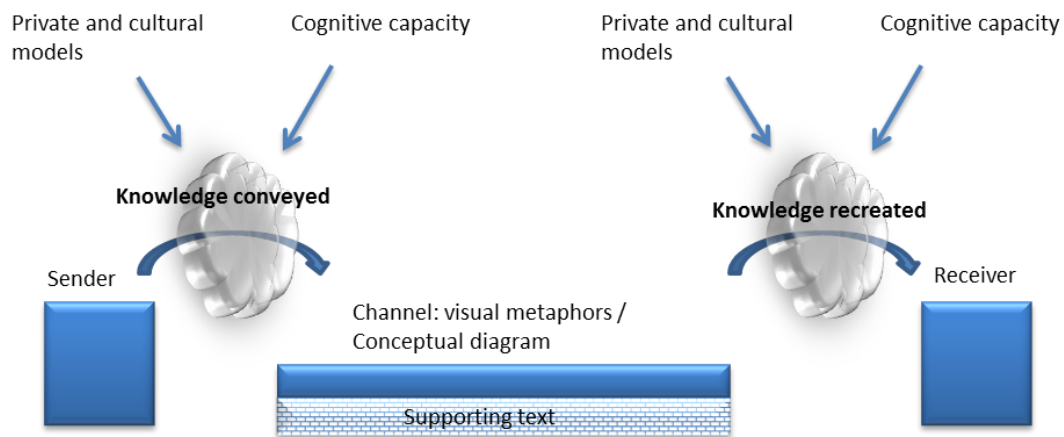 Private and cultural
models
Cognitive capacity
Private and cultural
models
Cognitive capacity
Knowledge conveyed
Knowledge recreated
Sender
Receiver
Channel: visual metaphors /
Conceptual diagram
Supporting text